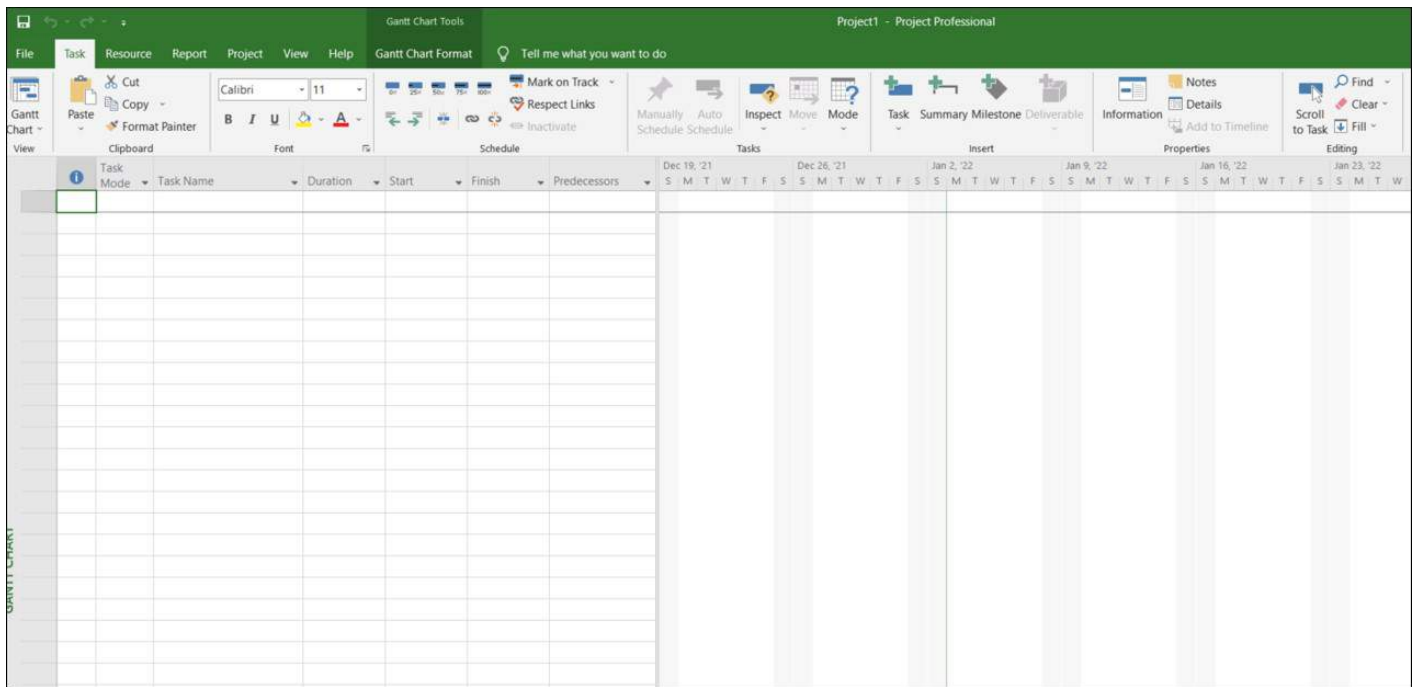 Gantt Chart Tools
Project1 - Project Professional
File Task Resource Report Project View Help Gantt Chart Format Tell me what you want to do
Gantt Chart
View
Paste
Cut
Copy
Format Painter
Clipboard
Calibri 11
B I U A
Font
0% 25% 50% 75% 100%
Mark on Track
Respect Links
Inactivate
Schedule
Manually Schedule
Auto Schedule
Inspect
Move
Mode
Tasks
Task
Summary
Milestone
Deliverable
Insert
Information
Notes
Details
Add to Timeline
Properties
Scroll to Task
Find
Clear
Fill
Editing
Task Mode Task Name Duration Start Finish Predecessors
Dec 19, '21 Dec 26, '21 Jan 2, '22 Jan 9, '22 Jan 16, '22 Jan 23, '22
S M T W T F S S M T W T F S S M T W T F S S M T W T F S S M T W T F S S M T W
GANTT CHART